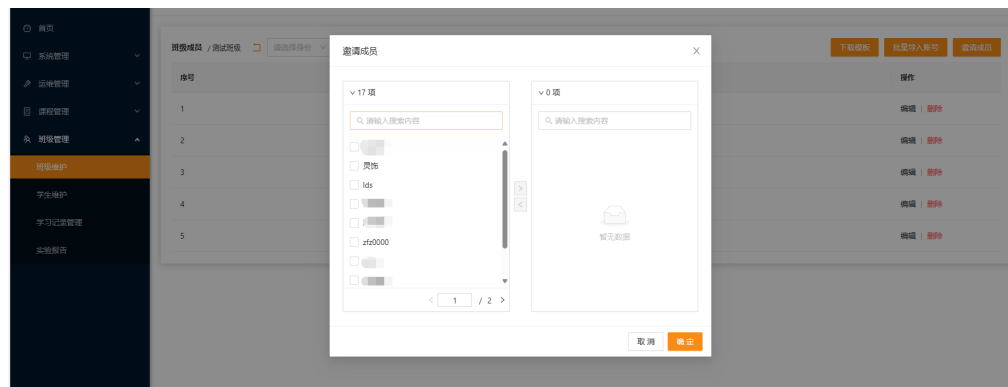 首页
系统管理
运维管理
课程管理
班级管理
班级维护
学生维护
学习记录管理
实验报告
班级成员 / 测试班级 请选择身份 下载模板 批量导入账号 邀请成员
序号 操作
1 编辑 | 删除
2 编辑 | 删除
3 编辑 | 删除
4 编辑 | 删除
5 编辑 | 删除
邀请成员 X
17 项
请输入搜索内容
灵饰
lds
zfz0000
< 1 / 2 >
> 
<
0 项
请输入搜索内容
暂无数据
取 消 确 定